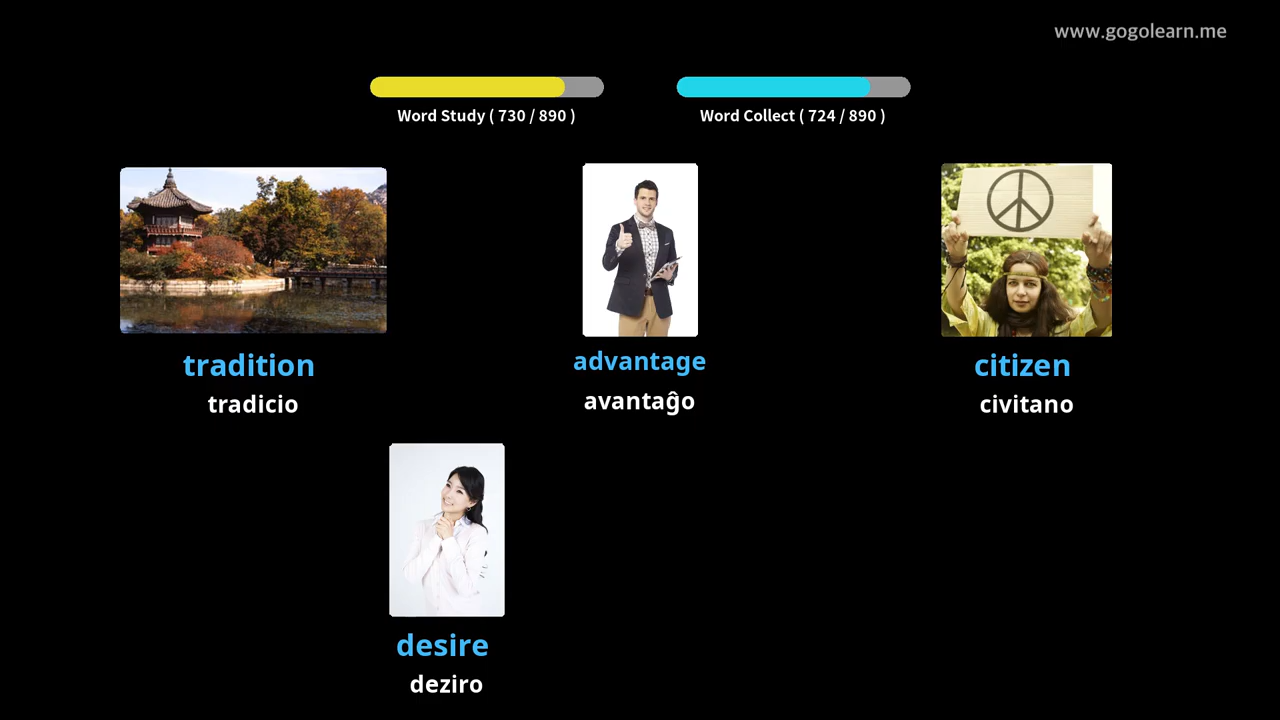 www.gogolearn.me
Word Study ( 730 / 890 )
Word Collect ( 724 / 890 )
tradition
tradicio
advantage
avantaĝo
citizen
civitano
desire
deziro